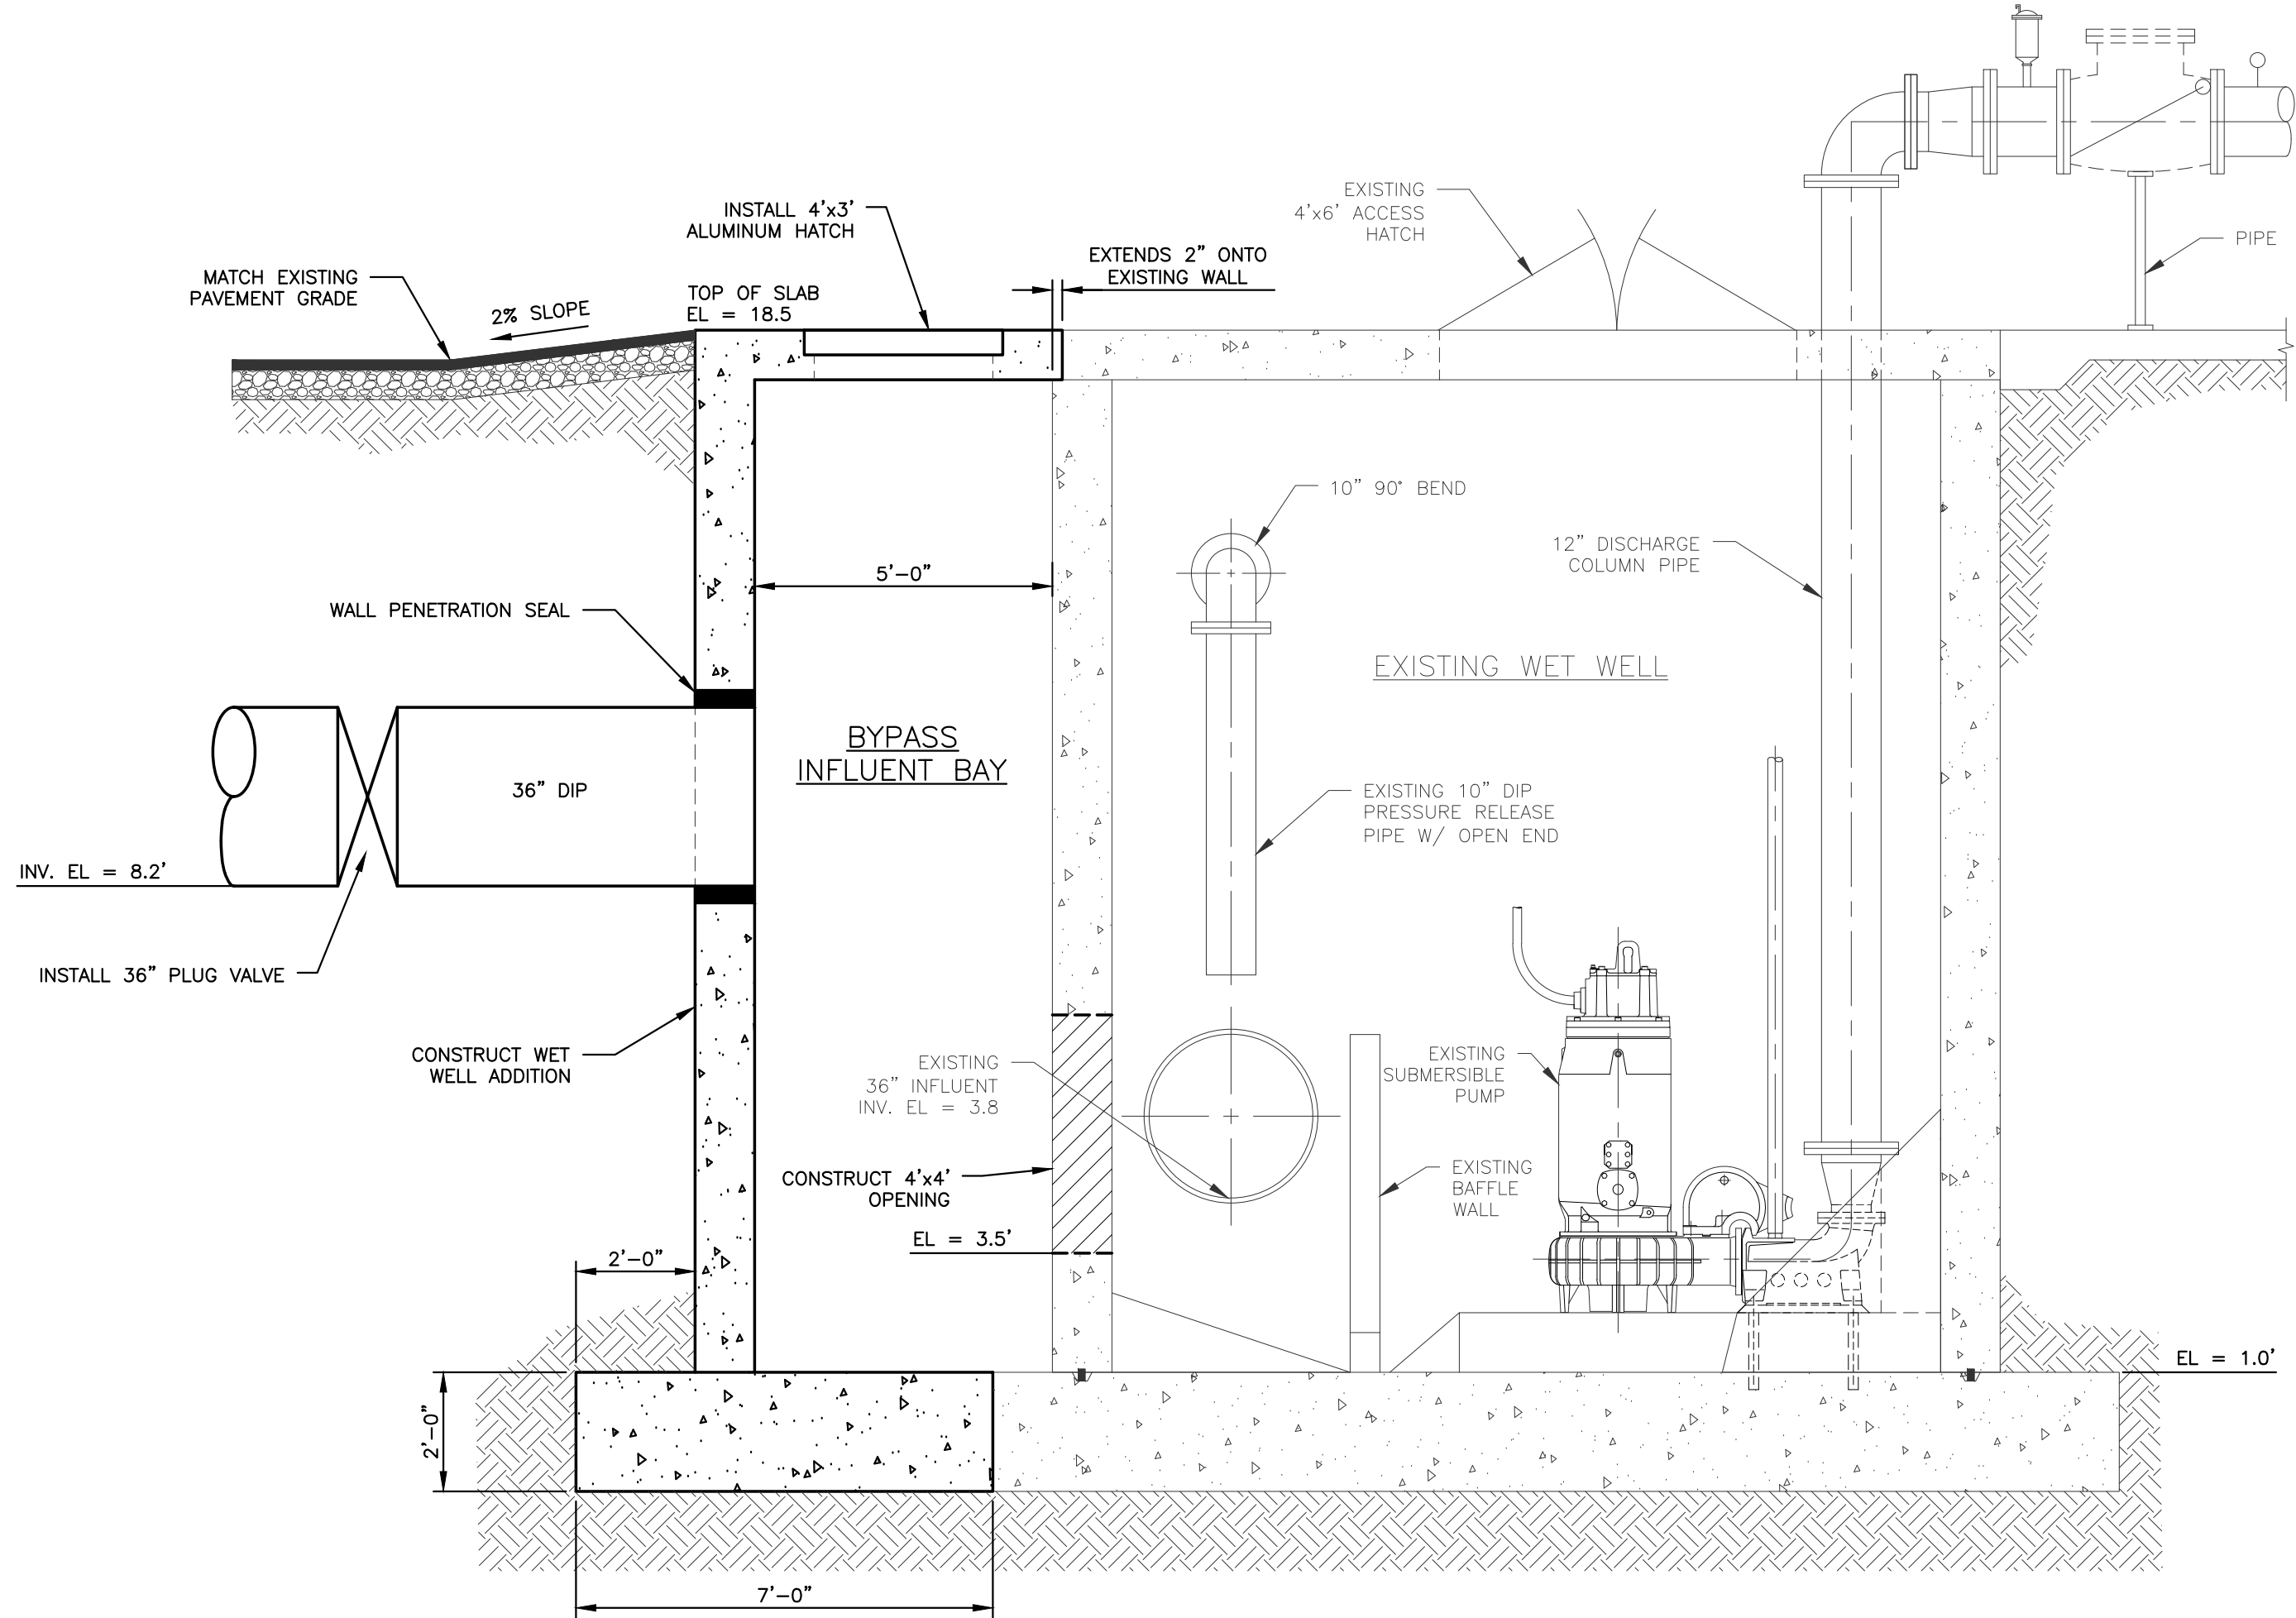 EXISTING
4'x6' ACCESS
HATCH
INSTALL 4'x3'
ALUMINUM HATCH
PIPE
EXTENDS 2" ONTO
EXISTING WALL
MATCH EXISTING
PAVEMENT GRADE
2% SLOPE
TOP OF SLAB
EL = 18.5
10" 90° BEND
12" DISCHARGE
COLUMN PIPE
5'-0"
WALL PENETRATION SEAL
EXISTING WET WELL
BYPASS
INFLUENT BAY
36" DIP
EXISTING 10" DIP
PRESSURE RELEASE
PIPE W/ OPEN END
INV. EL = 8.2'
INSTALL 36" PLUG VALVE
CONSTRUCT WET
WELL ADDITION
EXISTING
36" INFLUENT
INV. EL = 3.8
EXISTING
SUBMERSIBLE
PUMP
CONSTRUCT 4'x4'
OPENING
EXISTING
BAFFLE
WALL
EL = 3.5'
2'-0"
EL = 1.0'
2'-0"
7'-0"